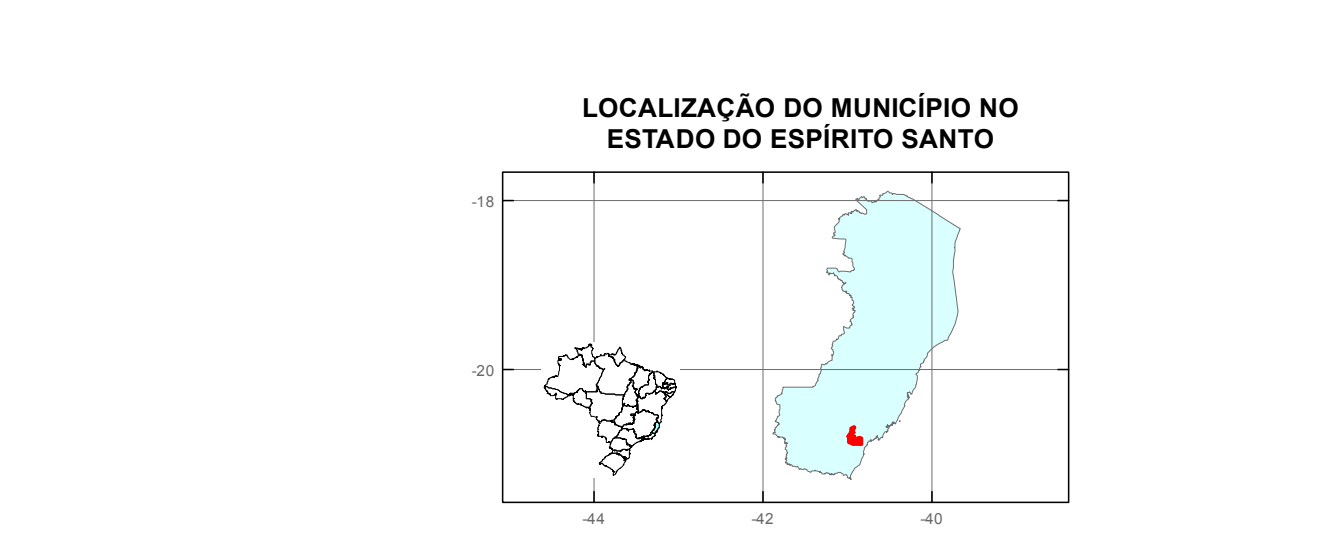 LOCALIZAÇÃO DO MUNICÍPIO NO
ESTADO DO ESPÍRITO SANTO
-18
-20
-44
-42
-40